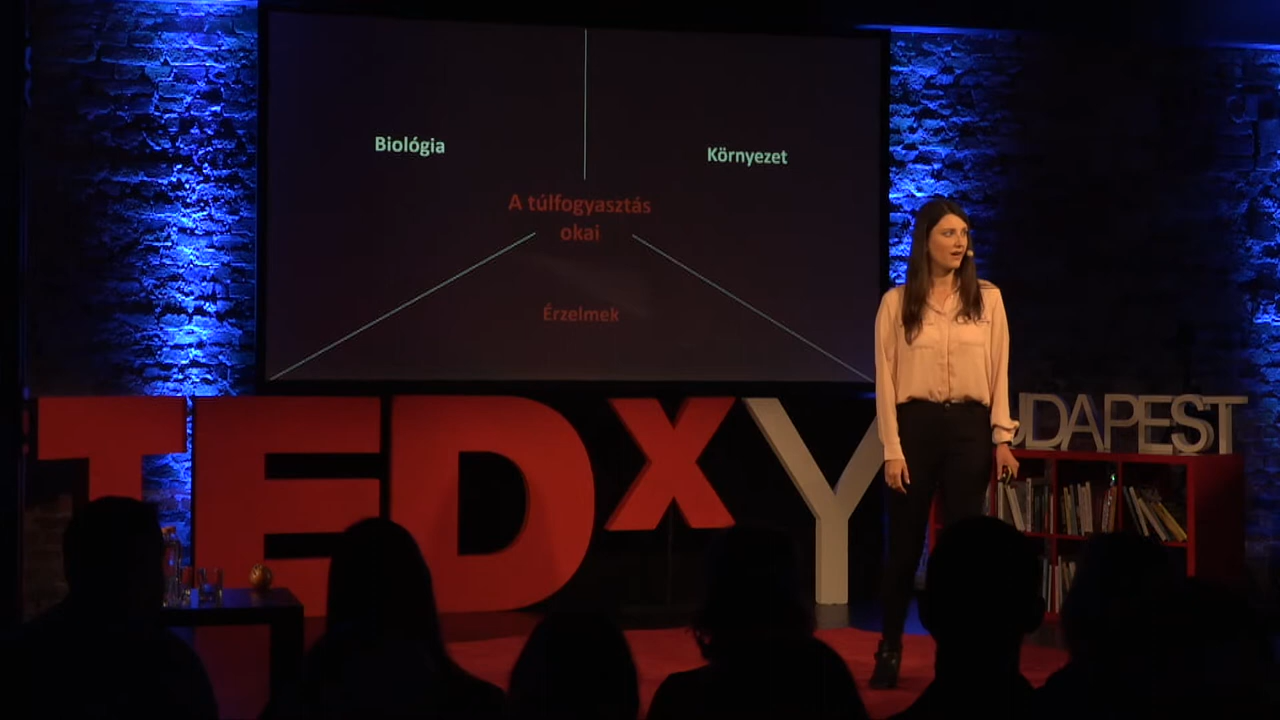 Biológia
Környezet
A túlfogyasztás
okai
Érzelmek
TEDxY
UDAPEST